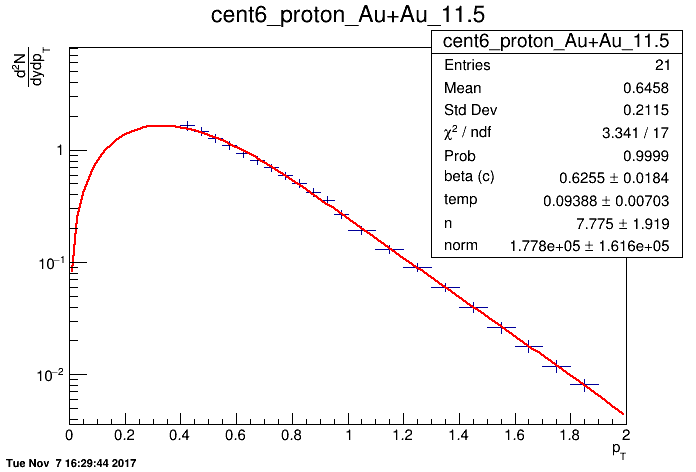 cent6_proton_Au+Au_11.5
cent6_proton_Au+Au_11.5
Entries 21
Mean 0.6458
Std Dev 0.2115
χ² / ndf 3.341 / 17
Prob 0.9999
beta (c) 0.6255 ± 0.0184
temp 0.09388 ± 0.00703
n 7.775 ± 1.919
norm 1.778e+05 ± 1.616e+05
d²N
dydp_T
1
10⁻¹
10⁻²
0 0.2 0.4 0.6 0.8 1 1.2 1.4 1.6 1.8 2
p_T
Tue Nov 7 16:29:44 2017